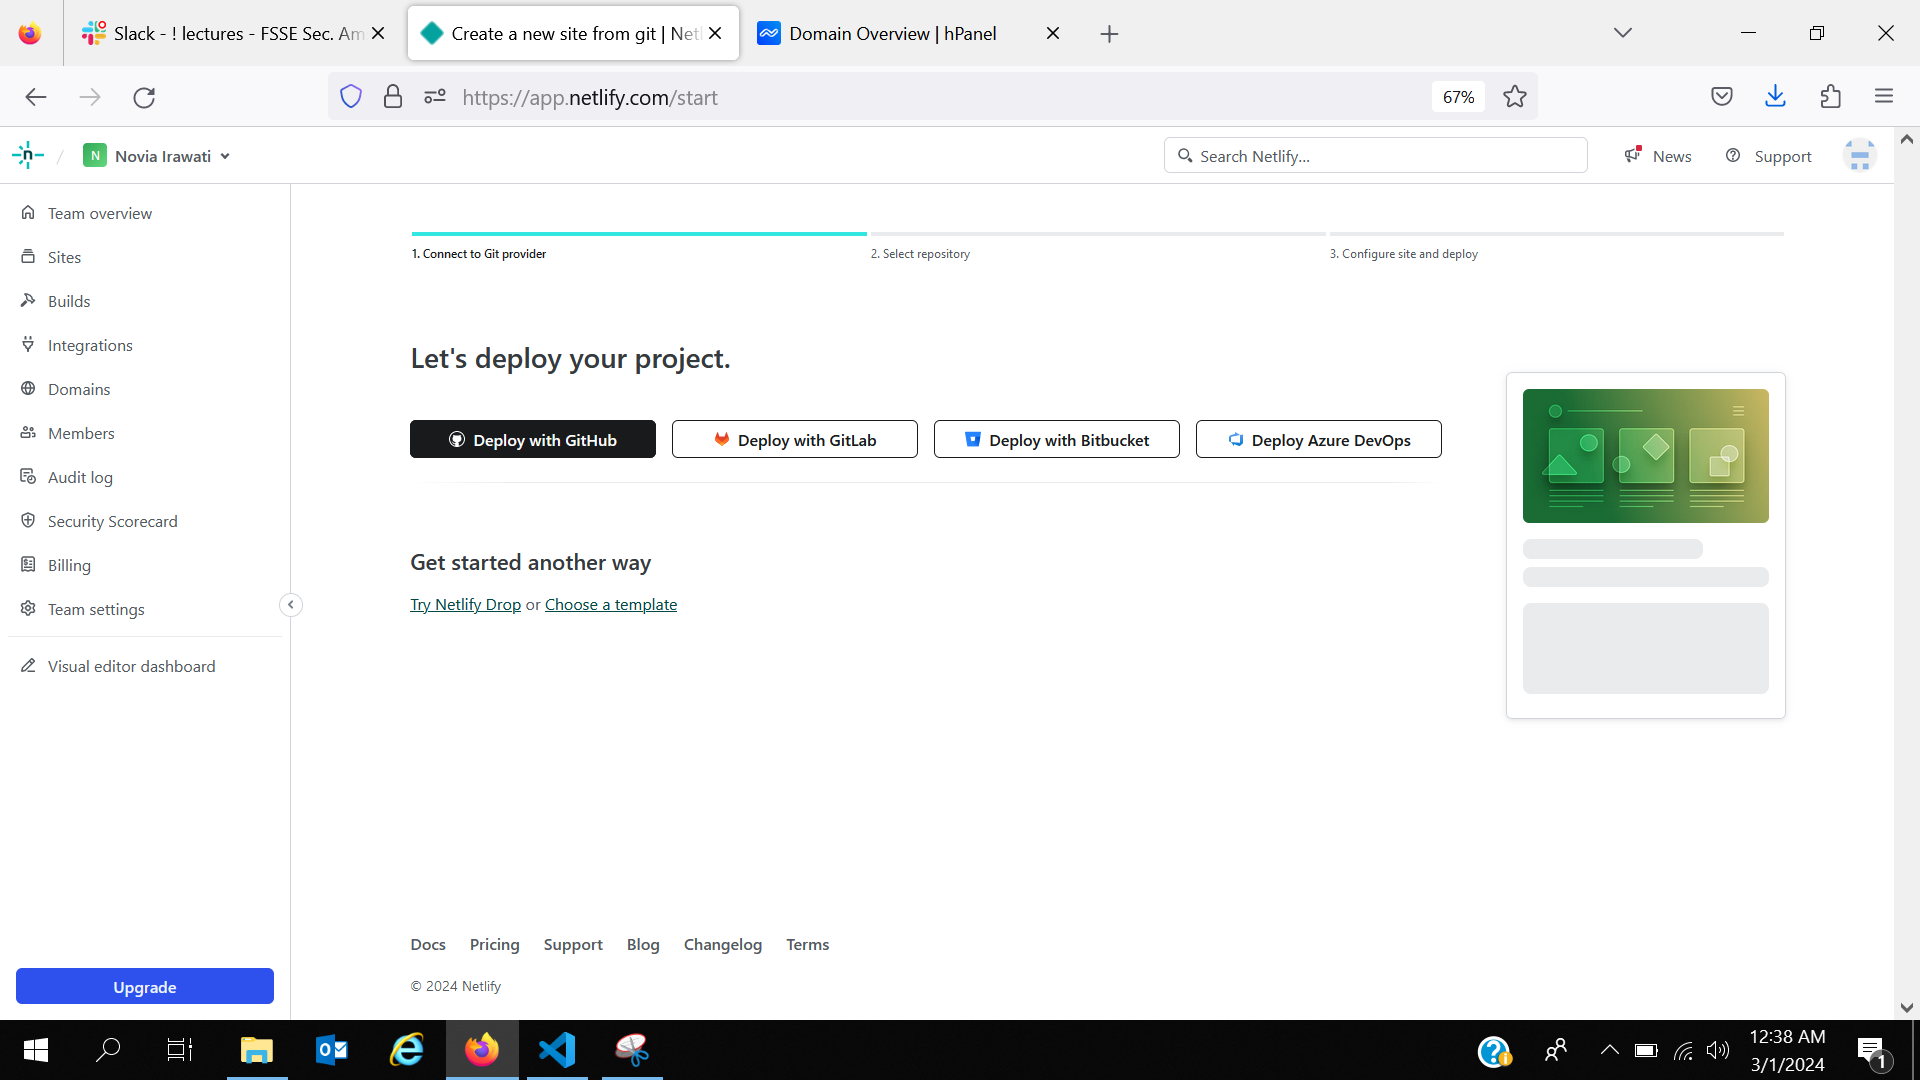 Slack - ! lectures - FSSE Sec. Am
Create a new site from git | Netl
Domain Overview | hPanel
https://app.netlify.com/start
67%
n / N Novia Irawati
Search Netlify...
News
Support
Team overview
Sites
Builds
Integrations
Domains
Members
Audit log
Security Scorecard
Billing
Team settings
Visual editor dashboard
Upgrade
1. Connect to Git provider
2. Select repository
3. Configure site and deploy
Let's deploy your project.
Deploy with GitHub
Deploy with GitLab
Deploy with Bitbucket
Deploy Azure DevOps
Get started another way
Try Netlify Drop or Choose a template
Docs Pricing Support Blog Changelog Terms
© 2024 Netlify
12:38 AM
3/1/2024
1